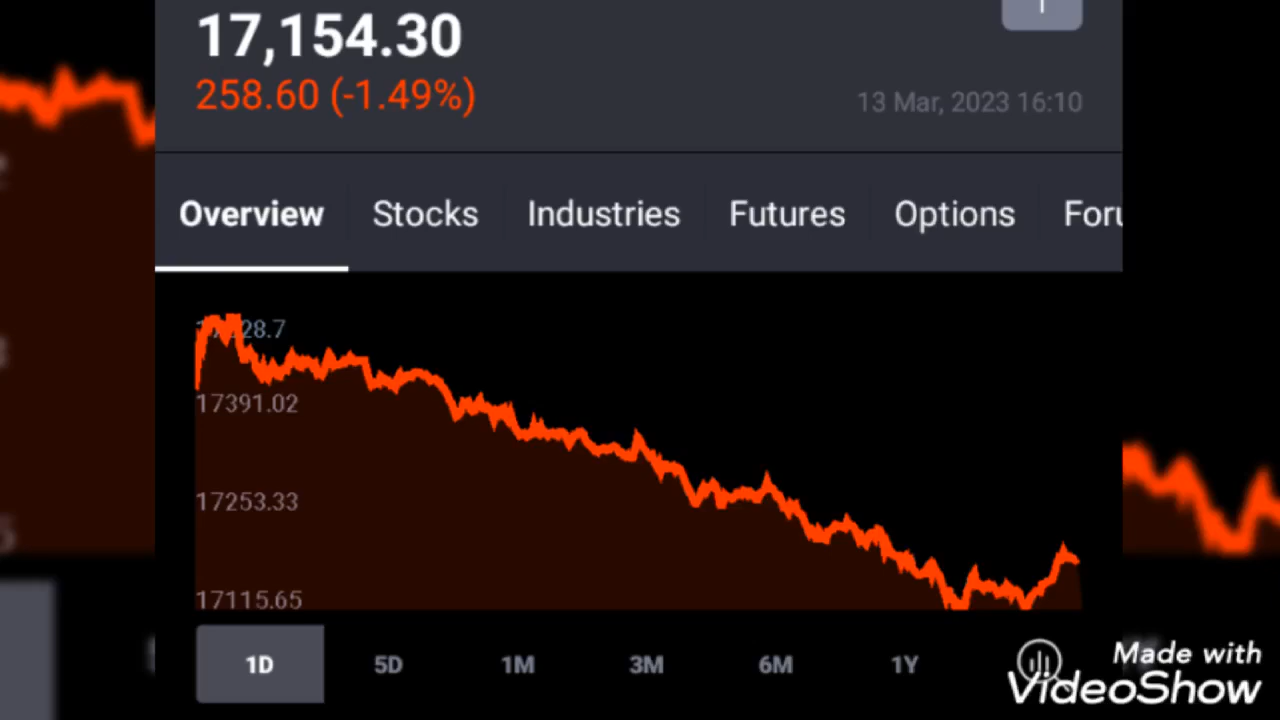 17,154.30
258.60 (-1.49%)
13 Mar, 2023 16:10
Overview Stocks Industries Futures Options Foru
17391.02
17253.33
17115.65
1D 5D 1M 3M 6M 1Y
Made with
VideoShow